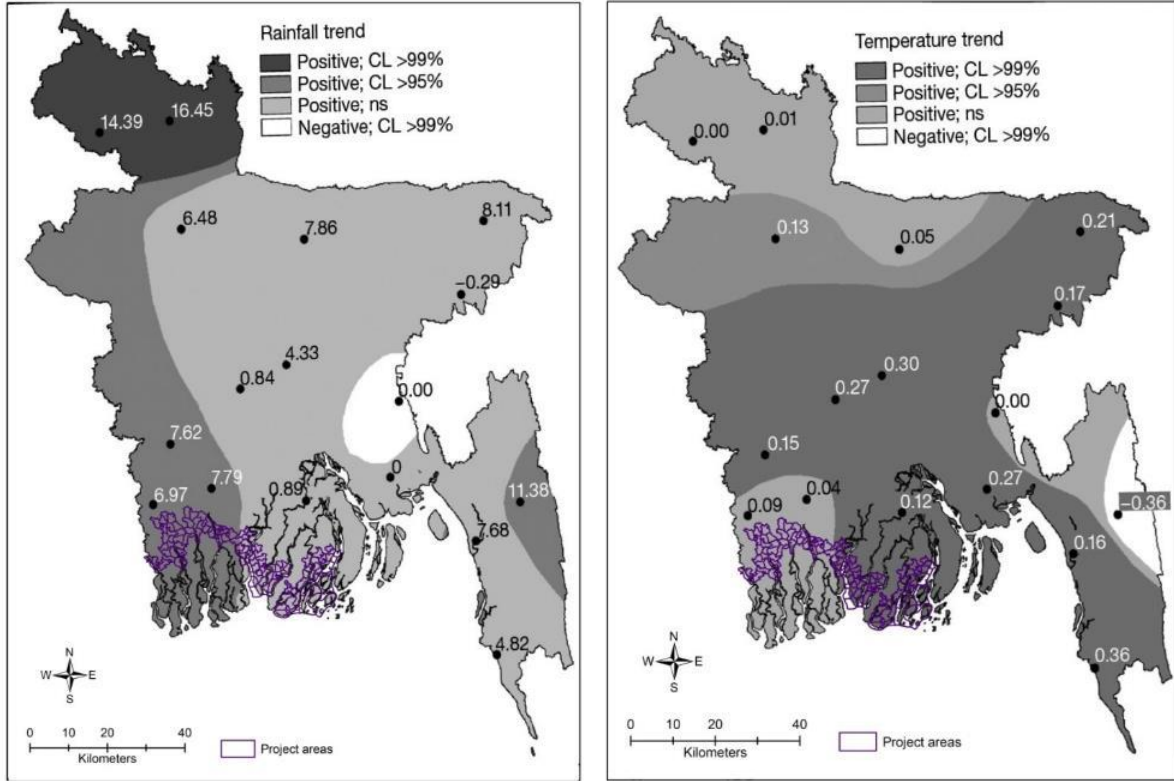 Rainfall trend
Positive; CL >99%
Positive; CL >95%
Positive; ns
Negative; CL >99%
14.39
16.45
6.48
7.86
8.11
−0.29
4.33
0.84
0.00
7.62
7.79
6.97
0.89
0
11.38
7.68
4.82
N
W E
S
0 10 20 40
Kilometers
Project areas
Temperature trend
Positive; CL >99%
Positive; CL >95%
Positive; ns
Negative; CL >99%
0.00
0.01
0.13
0.05
0.21
0.17
0.30
0.27
0.00
0.15
0.04
0.09
0.12
0.27
−0.36
0.16
0.36
N
W E
S
0 10 20 40
Kilometers
Project areas